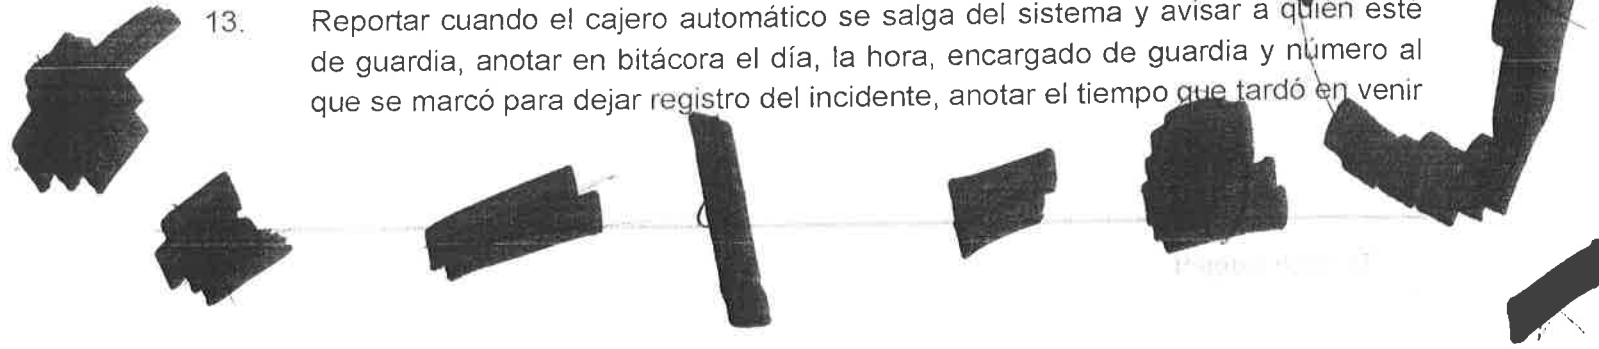 13. Reportar cuando el cajero automático se salga del sistema y avisar a quien esté
de guardia, anotar en bitácora el día, la hora, encargado de guardia y número al
que se marcó para dejar registro del incidente, anotar el tiempo que tardó en venir